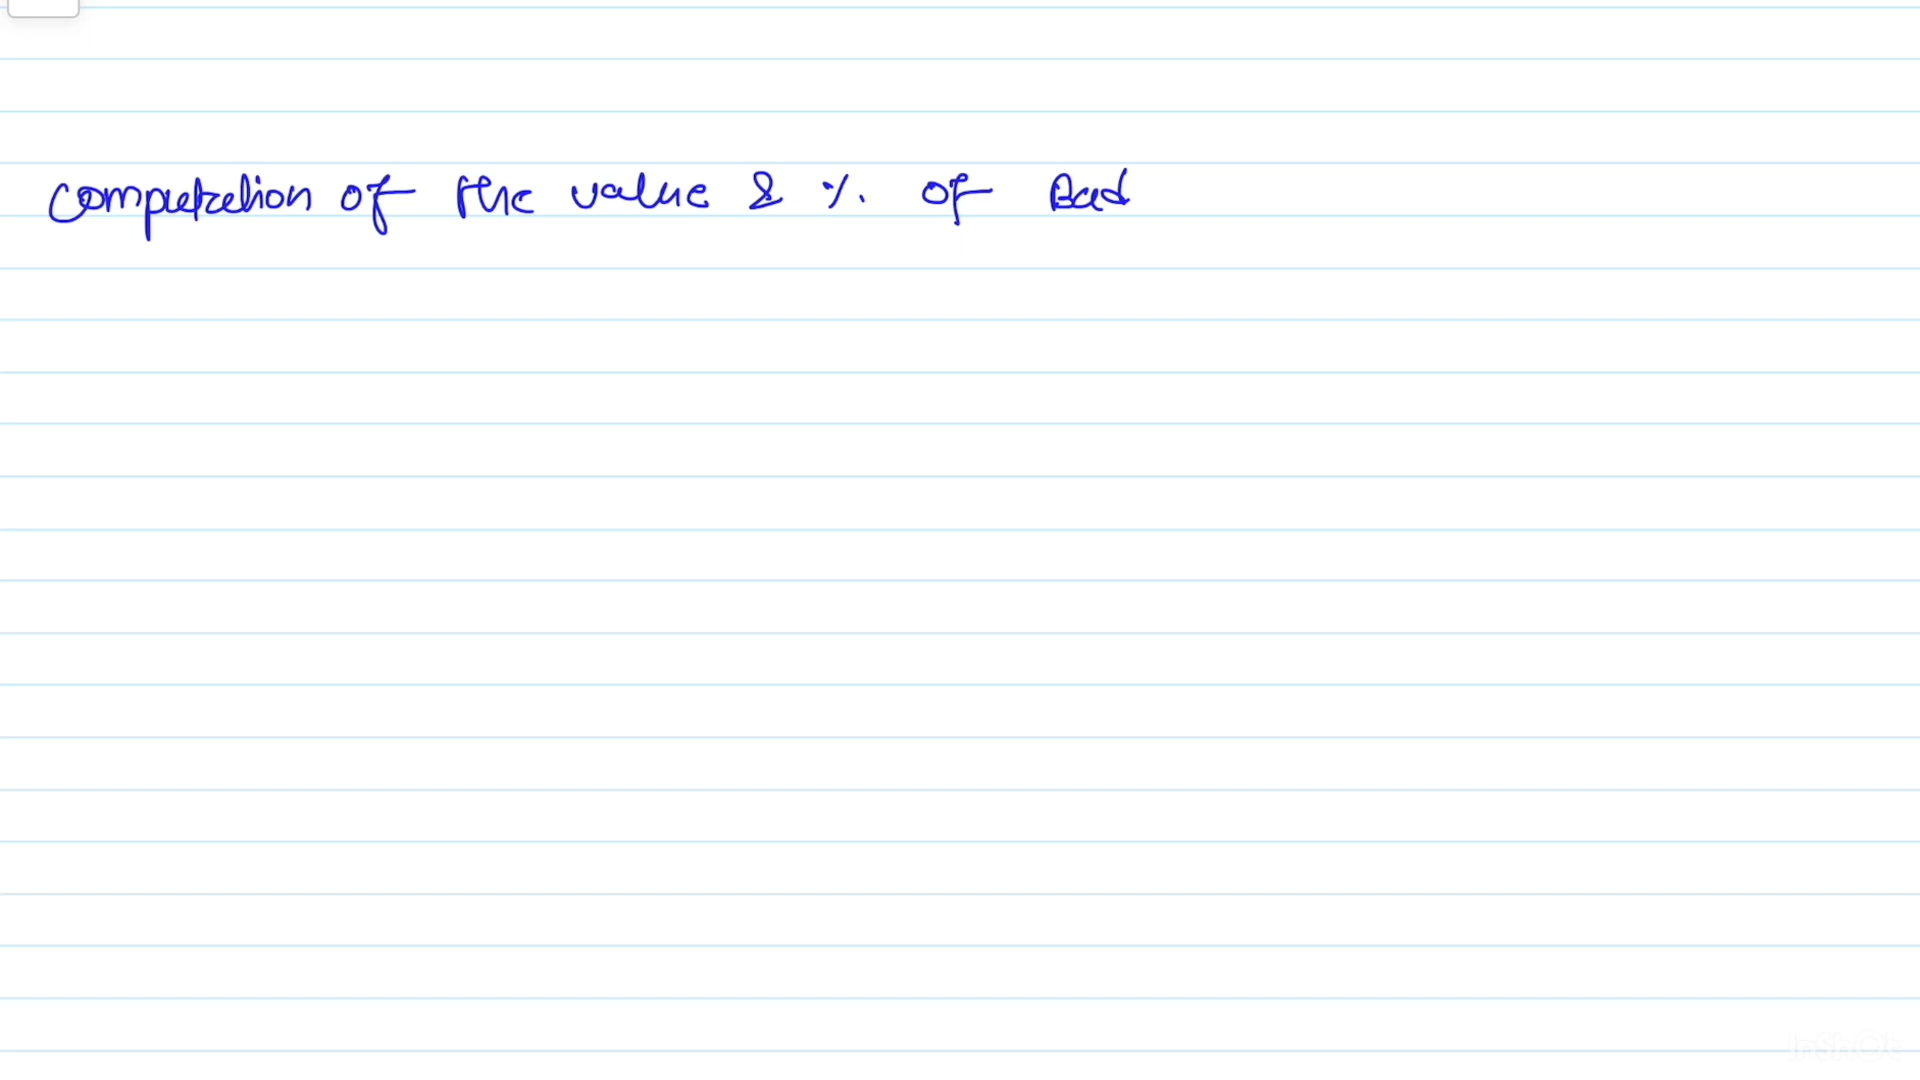 Computation of the value & % of Bad